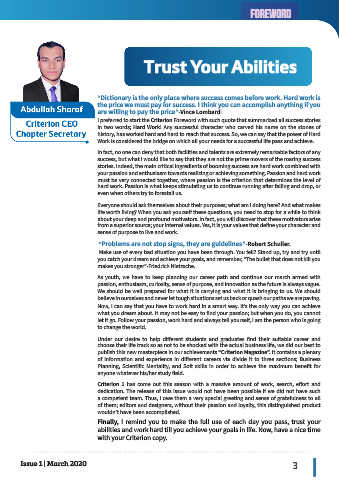 FOREWORD
Trust Your Abilities
Abdullah Sharaf
Criterion CEO
Chapter Secretary
"Dictionary is the only place where success comes before work. Hard work is
the price we must pay for success. I think you can accomplish anything if you
are willing to pay the price"-Vince Lombardi
I preferred to start the Criterion Foreword with such quote that summarized all success stories
in two words; Hard Work! Any successful character who carved his name on the stones of
history, has worked hard and hard to reach that success. So, we can say that the power of Hard
Work is considered the bridge on which all your needs for a successful life pass and achieve.
In fact, no one can deny that both facilities and talents are extremely remarkable factors of any
success, but what I would like to say that they are not the prime movers of the roaring success
stories. Indeed, the main critical ingredients of booming success are hard work combined with
your passion and enthusiasm towards realizing or achieving something. Passion and hard work
must be very connected together, where passion is the criterion that determines the level of
hard work. Passion is what keeps stimulating us to continue running after failing and drop, or
even when others try to forestall us.
Everyone should ask themselves about their purposes; what am I doing here? And what makes
life worth living? When you ask yourself these questions, you need to stop for a while to think
about your deep and profound motivators. In fact, you will discover that these motivators arise
from a superior source; your internal values. Yes, it is your values that define your character and
sense of purpose to live and work.
"Problems are not stop signs, they are guidelines"-Robert Schuller.
Make use of every bad situation you have been through. You fell? Stand up, try and try until
you catch your dream and achieve your goals, and remember, "The bullet that does not kill you
makes you stronger"-Friedrich Nietzsche.
As youth, we have to keep planning our career path and continue our march armed with
passion, enthusiasm, curiosity, sense of purpose, and innovation as the future is always vague.
We should be well prepared for what it is carrying and what it is bringing to us. We should
believe in ourselves and never let tough situations set us back or quash our paths we are paving.
Now, I can say that you have to work hard in a smart way. It's the only way you can achieve
what you dream about. It may not be easy to find your passion; but when you do, you cannot
let it go. Follow your passion, work hard and always tell yourself, I am the person who is going
to change the world.
Under our desire to help different students and graduates find their suitable career and
choose their life track so as not to be shocked with the actual business life, we did our best to
publish this new masterpiece in our achievements "Criterion Magazine". It contains a plenary
of information and experience in different careers via divide it to three sections; Business
Planning, Scientific Mentality, and Soft skills in order to achieve the maximum benefit for
anyone whatever his/her study field.
Criterion 1 has come out this season with a massive amount of work, search, effort and
dedication. The release of this issue would not have been possible if we did not have such
a competent team. Thus, I owe them a very special greeting and sense of gratefulness to all
of them; editors and designers, without their passion and loyalty, this distinguished product
wouldn't have been accomplished.
Finally, I remind you to make the full use of each day you pass, trust your
abilities and work hard till you achieve your goals in life. Now, have a nice time
with your Criterion copy.
Issue 1 | March 2020
3